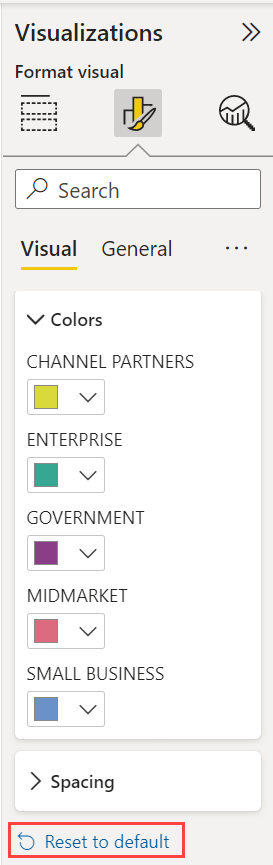 Visualizations
Format visual
Search
Visual General
Colors
CHANNEL PARTNERS
ENTERPRISE
GOVERNMENT
MIDMARKET
SMALL BUSINESS
Spacing
Reset to default